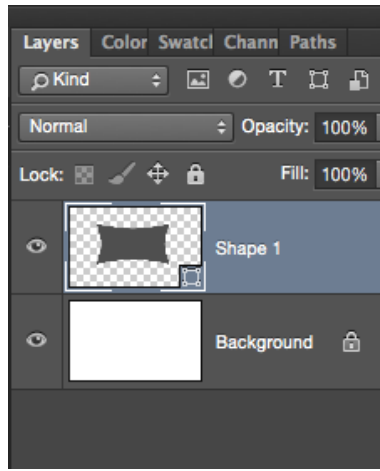 Layers Color Swatcl Chann Paths
Kind T
Normal Opacity: 100%
Lock: Fill: 100%
Shape 1
Background